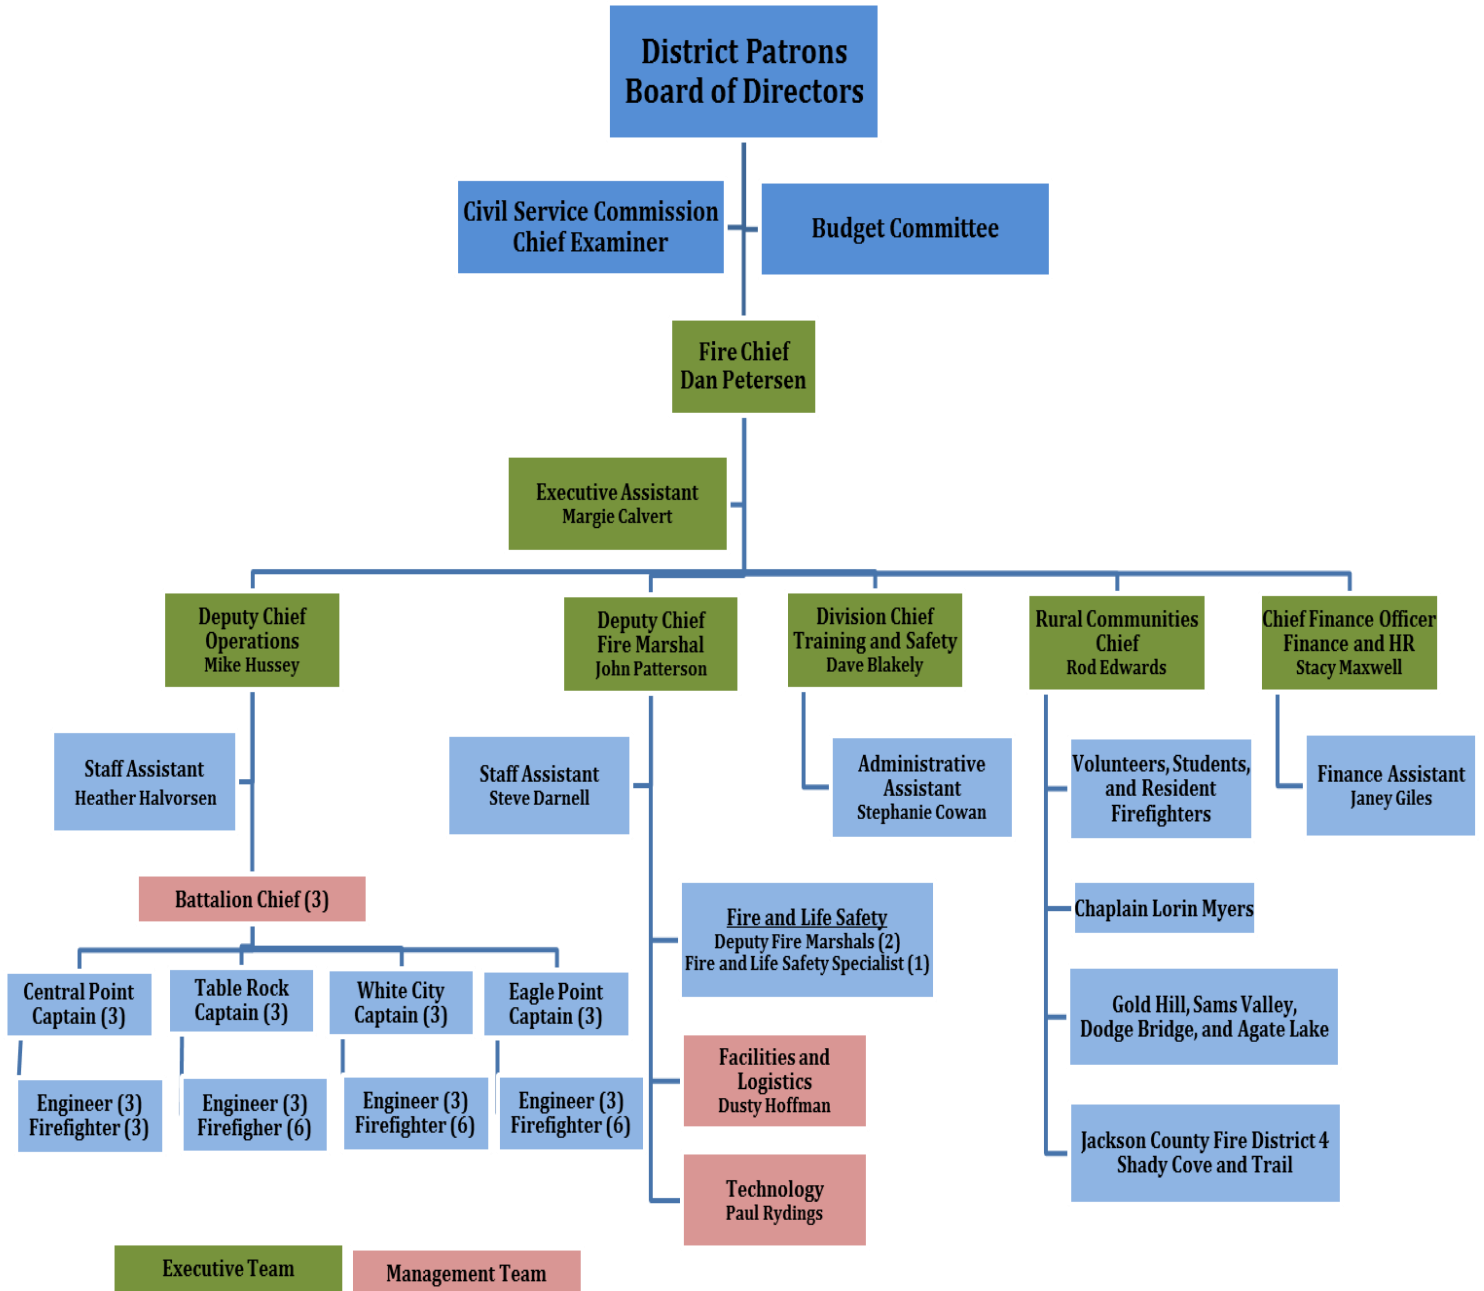 District Patrons
Board of Directors
Civil Service Commission
Chief Examiner
Budget Committee
Fire Chief
Dan Petersen
Executive Assistant
Margie Calvert
Deputy Chief
Operations
Mike Hussey
Deputy Chief
Fire Marshal
John Patterson
Division Chief
Training and Safety
Dave Blakely
Rural Communities
Chief
Rod Edwards
Chief Finance Officer
Finance and HR
Stacy Maxwell
Staff Assistant
Heather Halvorsen
Staff Assistant
Steve Darnell
Administrative
Assistant
Stephanie Cowan
Volunteers, Students,
and Resident
Firefighters
Finance Assistant
Janey Giles
Battalion Chief (3)
Fire and Life Safety
Deputy Fire Marshals (2)
Fire and Life Safety Specialist (1)
Chaplain Lorin Myers
Central Point
Captain (3)
Table Rock
Captain (3)
White City
Captain (3)
Eagle Point
Captain (3)
Gold Hill, Sams Valley,
Dodge Bridge, and Agate Lake
Engineer (3)
Firefighter (3)
Engineer (3)
Firefigher (6)
Engineer (3)
Firefighter (6)
Engineer (3)
Firefighter (6)
Facilities and
Logistics
Dusty Hoffman
Jackson County Fire District 4
Shady Cove and Trail
Technology
Paul Rydings
Executive Team
Management Team